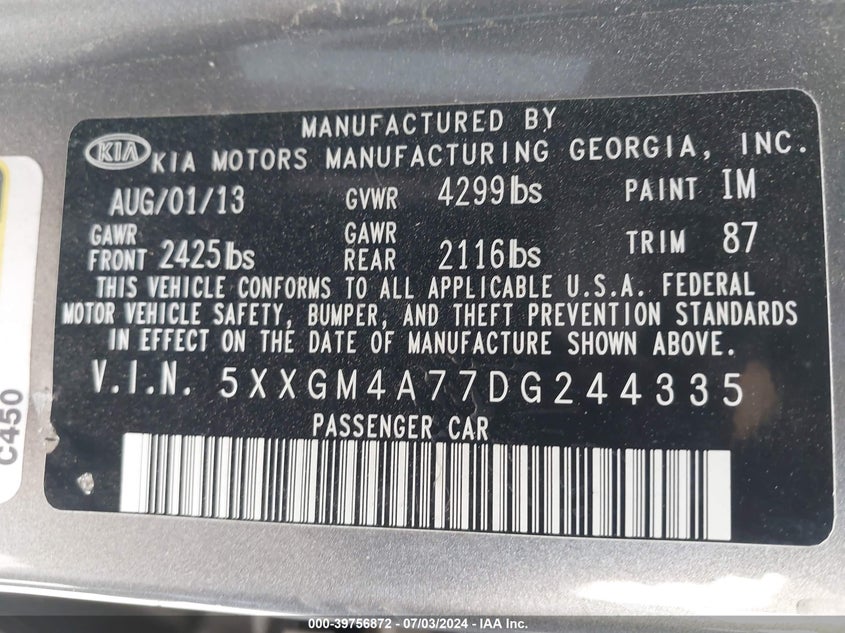 MANUFACTURED BY
KIA KIA MOTORS MANUFACTURING GEORGIA, INC.
AUG/01/13 GVWR 4299lbs PAINT IM
GAWR FRONT 2425lbs GAWR REAR 2116lbs TRIM 87
THIS VEHICLE CONFORMS TO ALL APPLICABLE U.S.A. FEDERAL
MOTOR VEHICLE SAFETY, BUMPER, AND THEFT PREVENTION STANDARDS
IN EFFECT ON THE DATE OF MANUFACTURE SHOWN ABOVE.
V.I.N. 5XXGM4A77DG244335
PASSENGER CAR
C450
000-39756872 - 07/03/2024 - IAA Inc.